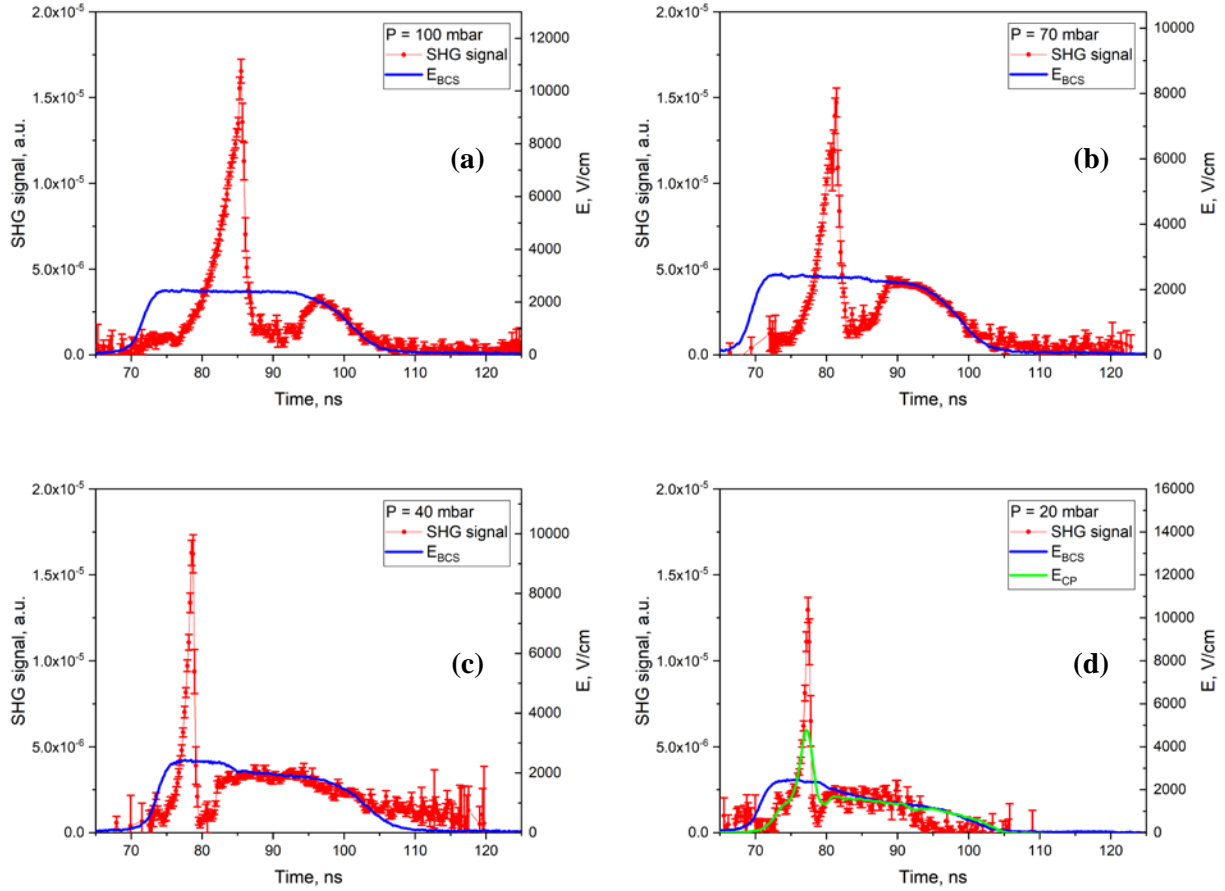 2.0x10⁻⁵
1.5x10⁻⁵
1.0x10⁻⁵
5.0x10⁻⁶
0.0
SHG signal, a.u.
P = 100 mbar
SHG signal
E_BCS
(a)
12000
10000
8000
6000
4000
2000
0
E, V/cm
70 80 90 100 110 120
Time, ns
2.0x10⁻⁵
1.5x10⁻⁵
1.0x10⁻⁵
5.0x10⁻⁶
0.0
SHG signal, a.u.
P = 70 mbar
SHG signal
E_BCS
(b)
10000
8000
6000
4000
2000
0
E, V/cm
70 80 90 100 110 120
Time, ns
2.0x10⁻⁵
1.5x10⁻⁵
1.0x10⁻⁵
5.0x10⁻⁶
0.0
SHG signal, a.u.
P = 40 mbar
SHG signal
E_BCS
(c)
10000
8000
6000
4000
2000
0
E, V/cm
70 80 90 100 110 120
Time, ns
2.0x10⁻⁵
1.5x10⁻⁵
1.0x10⁻⁵
5.0x10⁻⁶
0.0
SHG signal, a.u.
P = 20 mbar
SHG signal
E_BCS
E_CP
(d)
16000
14000
12000
10000
8000
6000
4000
2000
0
E, V/cm
70 80 90 100 110 120
Time, ns